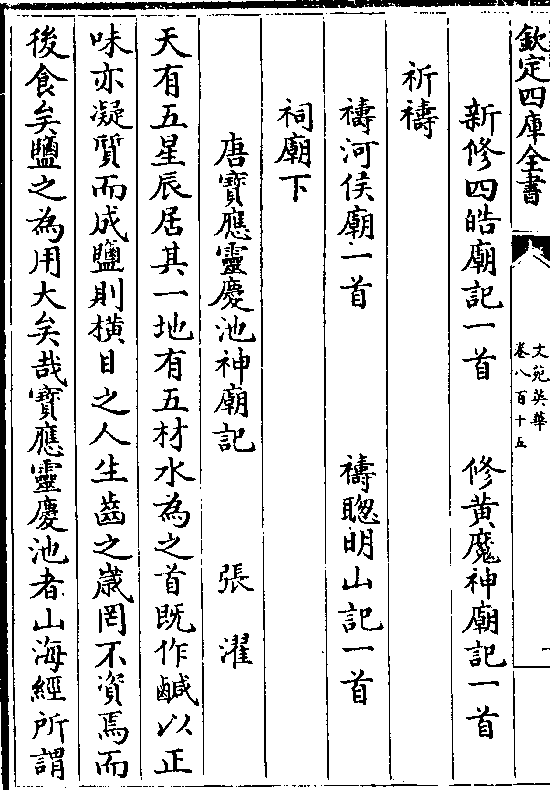 欽定四庫全書
文苑英華
卷八百十五
新修四皓廟記一首 修黄魔神廟記一首
祈禱
禱河侯廟一首 禱聰明山記一首
祠廟下
唐寶應靈慶池神廟記 張濯
天有五星辰居其一地有五材水為之首既作鹹以正
味亦凝質而成鹽則横目之人生齒之歲罔不資焉而
後食矣鹽之為用大矣哉寶應靈慶池者山海經所謂